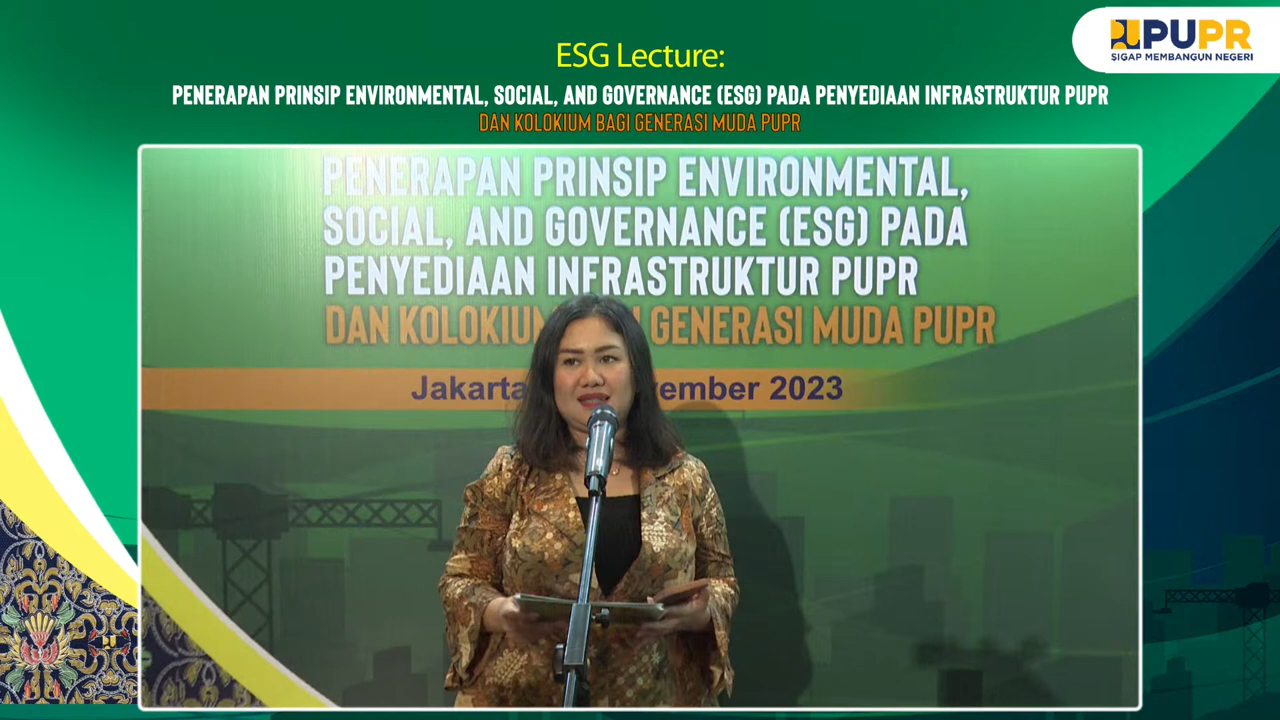 PUPR
SIGAP MEMBANGUN NEGERI
ESG Lecture:
PENERAPAN PRINSIP ENVIRONMENTAL, SOCIAL, AND GOVERNANCE (ESG) PADA PENYEDIAAN INFRASTRUKTUR PUPR
DAN KOLOKIUM BAGI GENERASI MUDA PUPR
PENERAPAN PRINSIP ENVIRONMENTAL,
SOCIAL, AND GOVERNANCE (ESG) PADA
PENYEDIAAN INFRASTRUKTUR PUPR
DAN GENERASI MUDA PUPR
Jakarta 2023